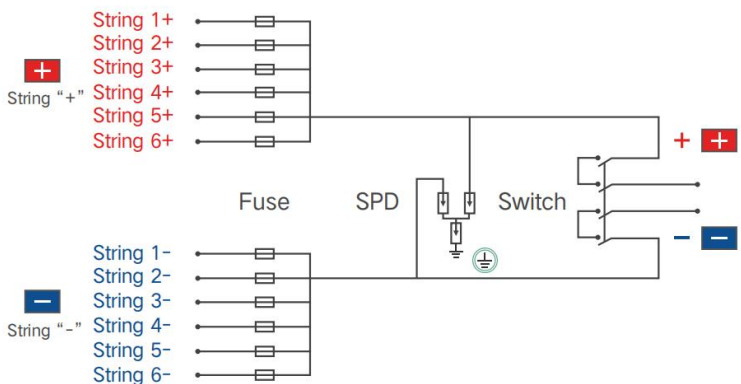 String 1+
String 2+
String 3+
String 4+
String 5+
String 6+
+
String “+”
+ +
Fuse SPD Switch
String 1-
String 2-
String 3-
String 4-
String 5-
String 6-
−
String “-”
− −